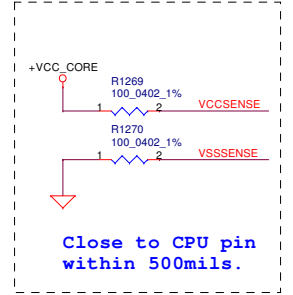 +VCC_CORE
R1269
100_0402_1%
1 2 VCCSENSE
R1270
100_0402_1%
1 2 VSSSENSE
Close to CPU pin
within 500mils.